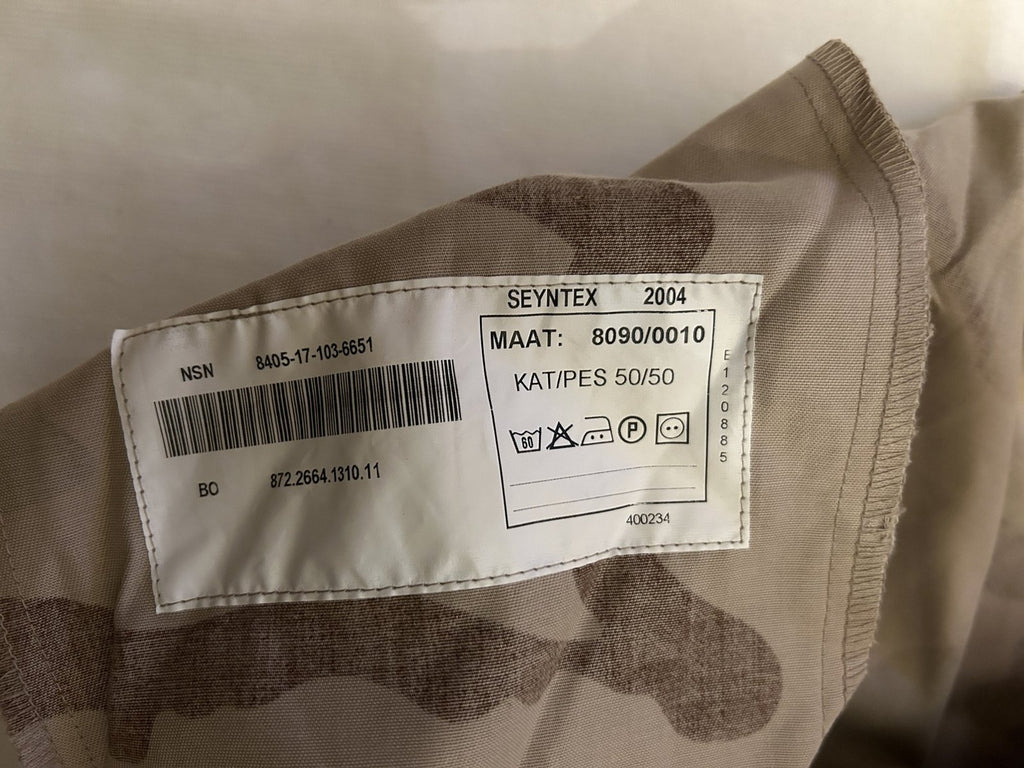 NSN 8405-17-103-6651
BO 872.2664.1310.11
SEYNTEX 2004
MAAT: 8090/0010
KAT/PES 50/50
60 P
400234
E120885